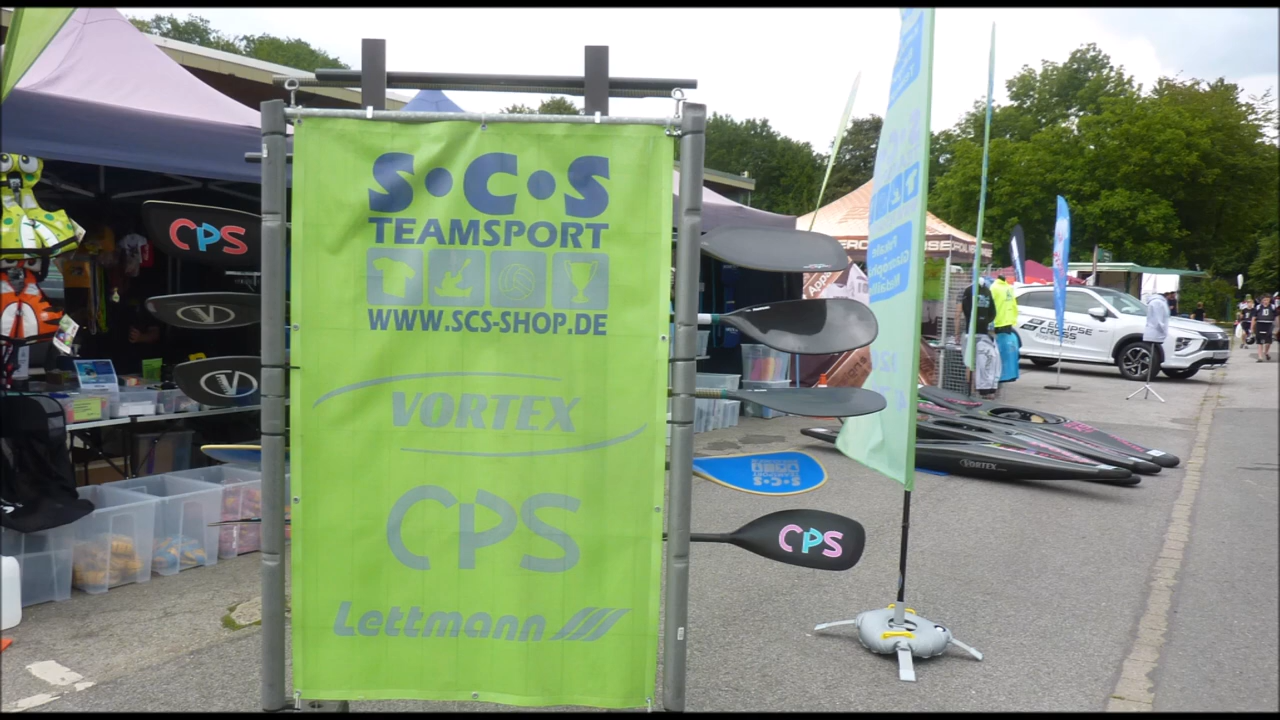 S·C·S
TEAMSPORT
WWW.SCS-SHOP.DE
VORTEX
CPS
Lettmann
CPS
CPS
VORTEX
ECLIPSE
CROSS